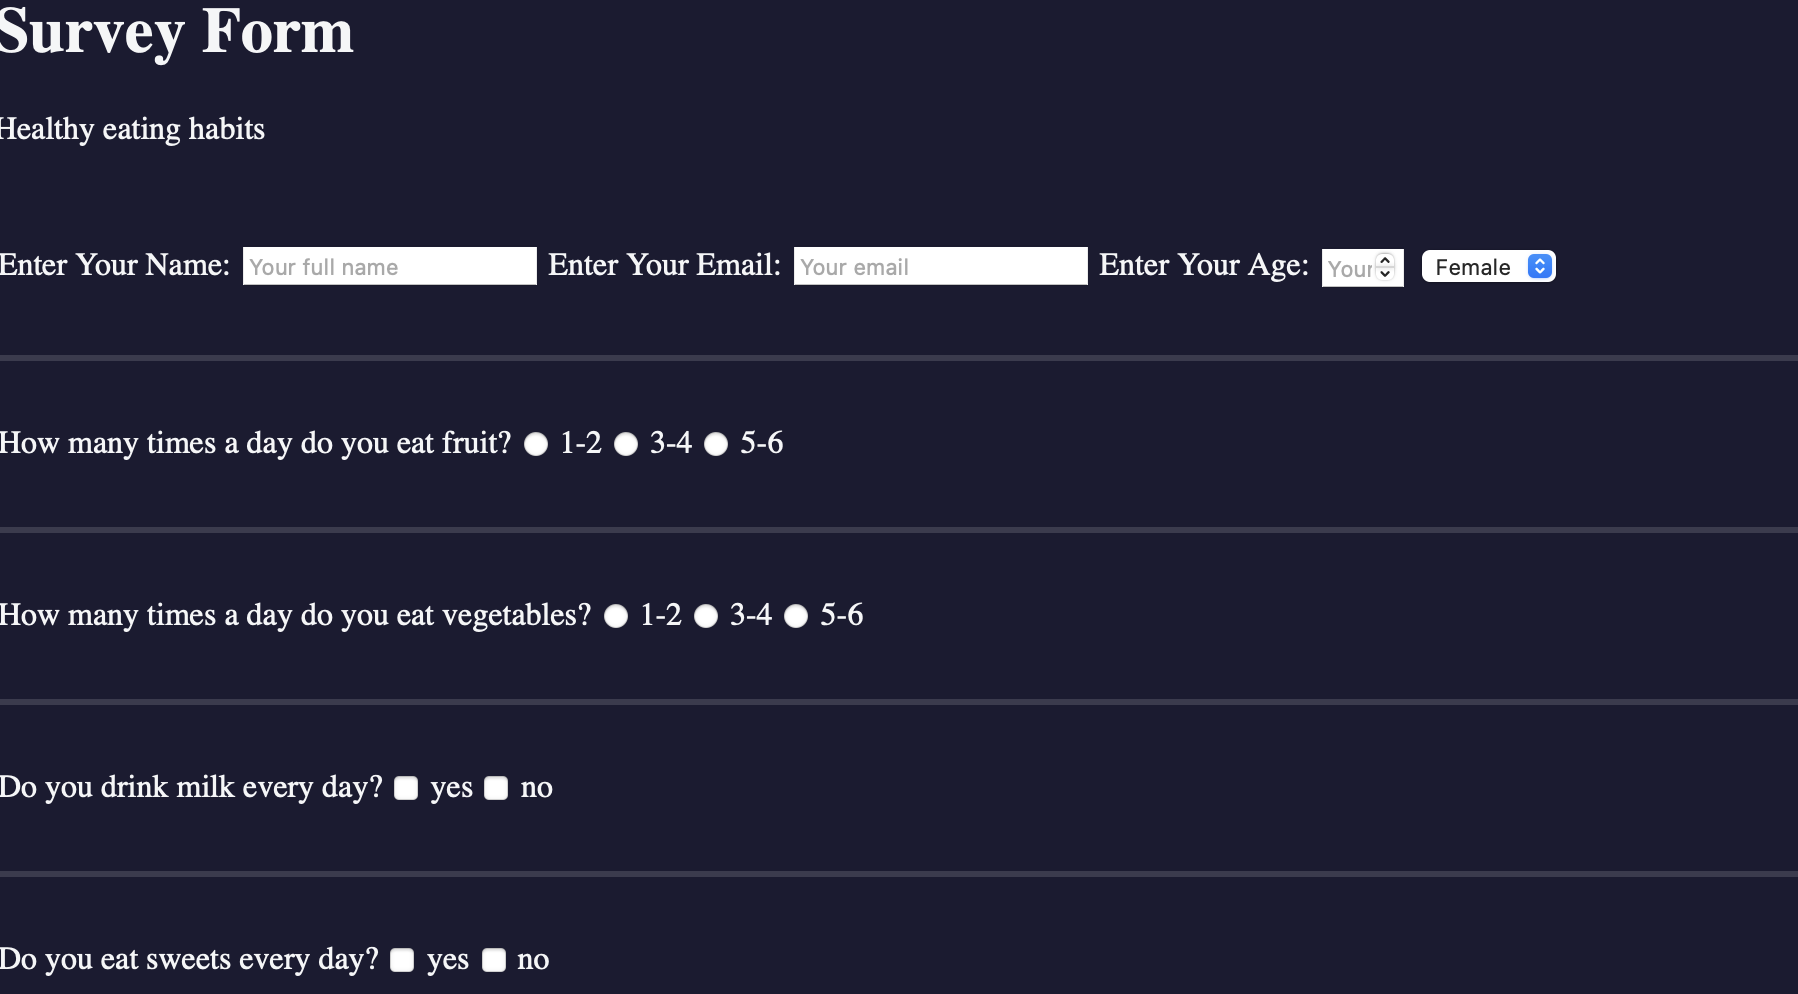 Survey Form
Healthy eating habits
Enter Your Name: Your full name Enter Your Email: Your email Enter Your Age: Your Female
How many times a day do you eat fruit? 1-2 3-4 5-6
How many times a day do you eat vegetables? 1-2 3-4 5-6
Do you drink milk every day? yes no
Do you eat sweets every day? yes no